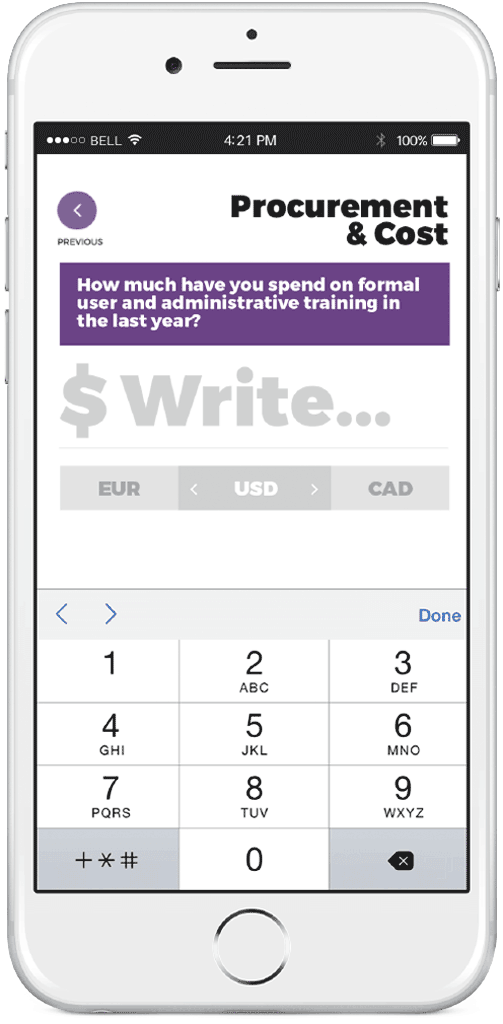 BELL 4:21 PM 100%
PREVIOUS
Procurement
& Cost
How much have you spend on formal
user and administrative training in
the last year?
$ Write...
EUR < USD > CAD
< > Done
1 2 3
ABC DEF
4 5 6
GHI JKL MNO
7 8 9
PQRS TUV WXYZ
+*# 0